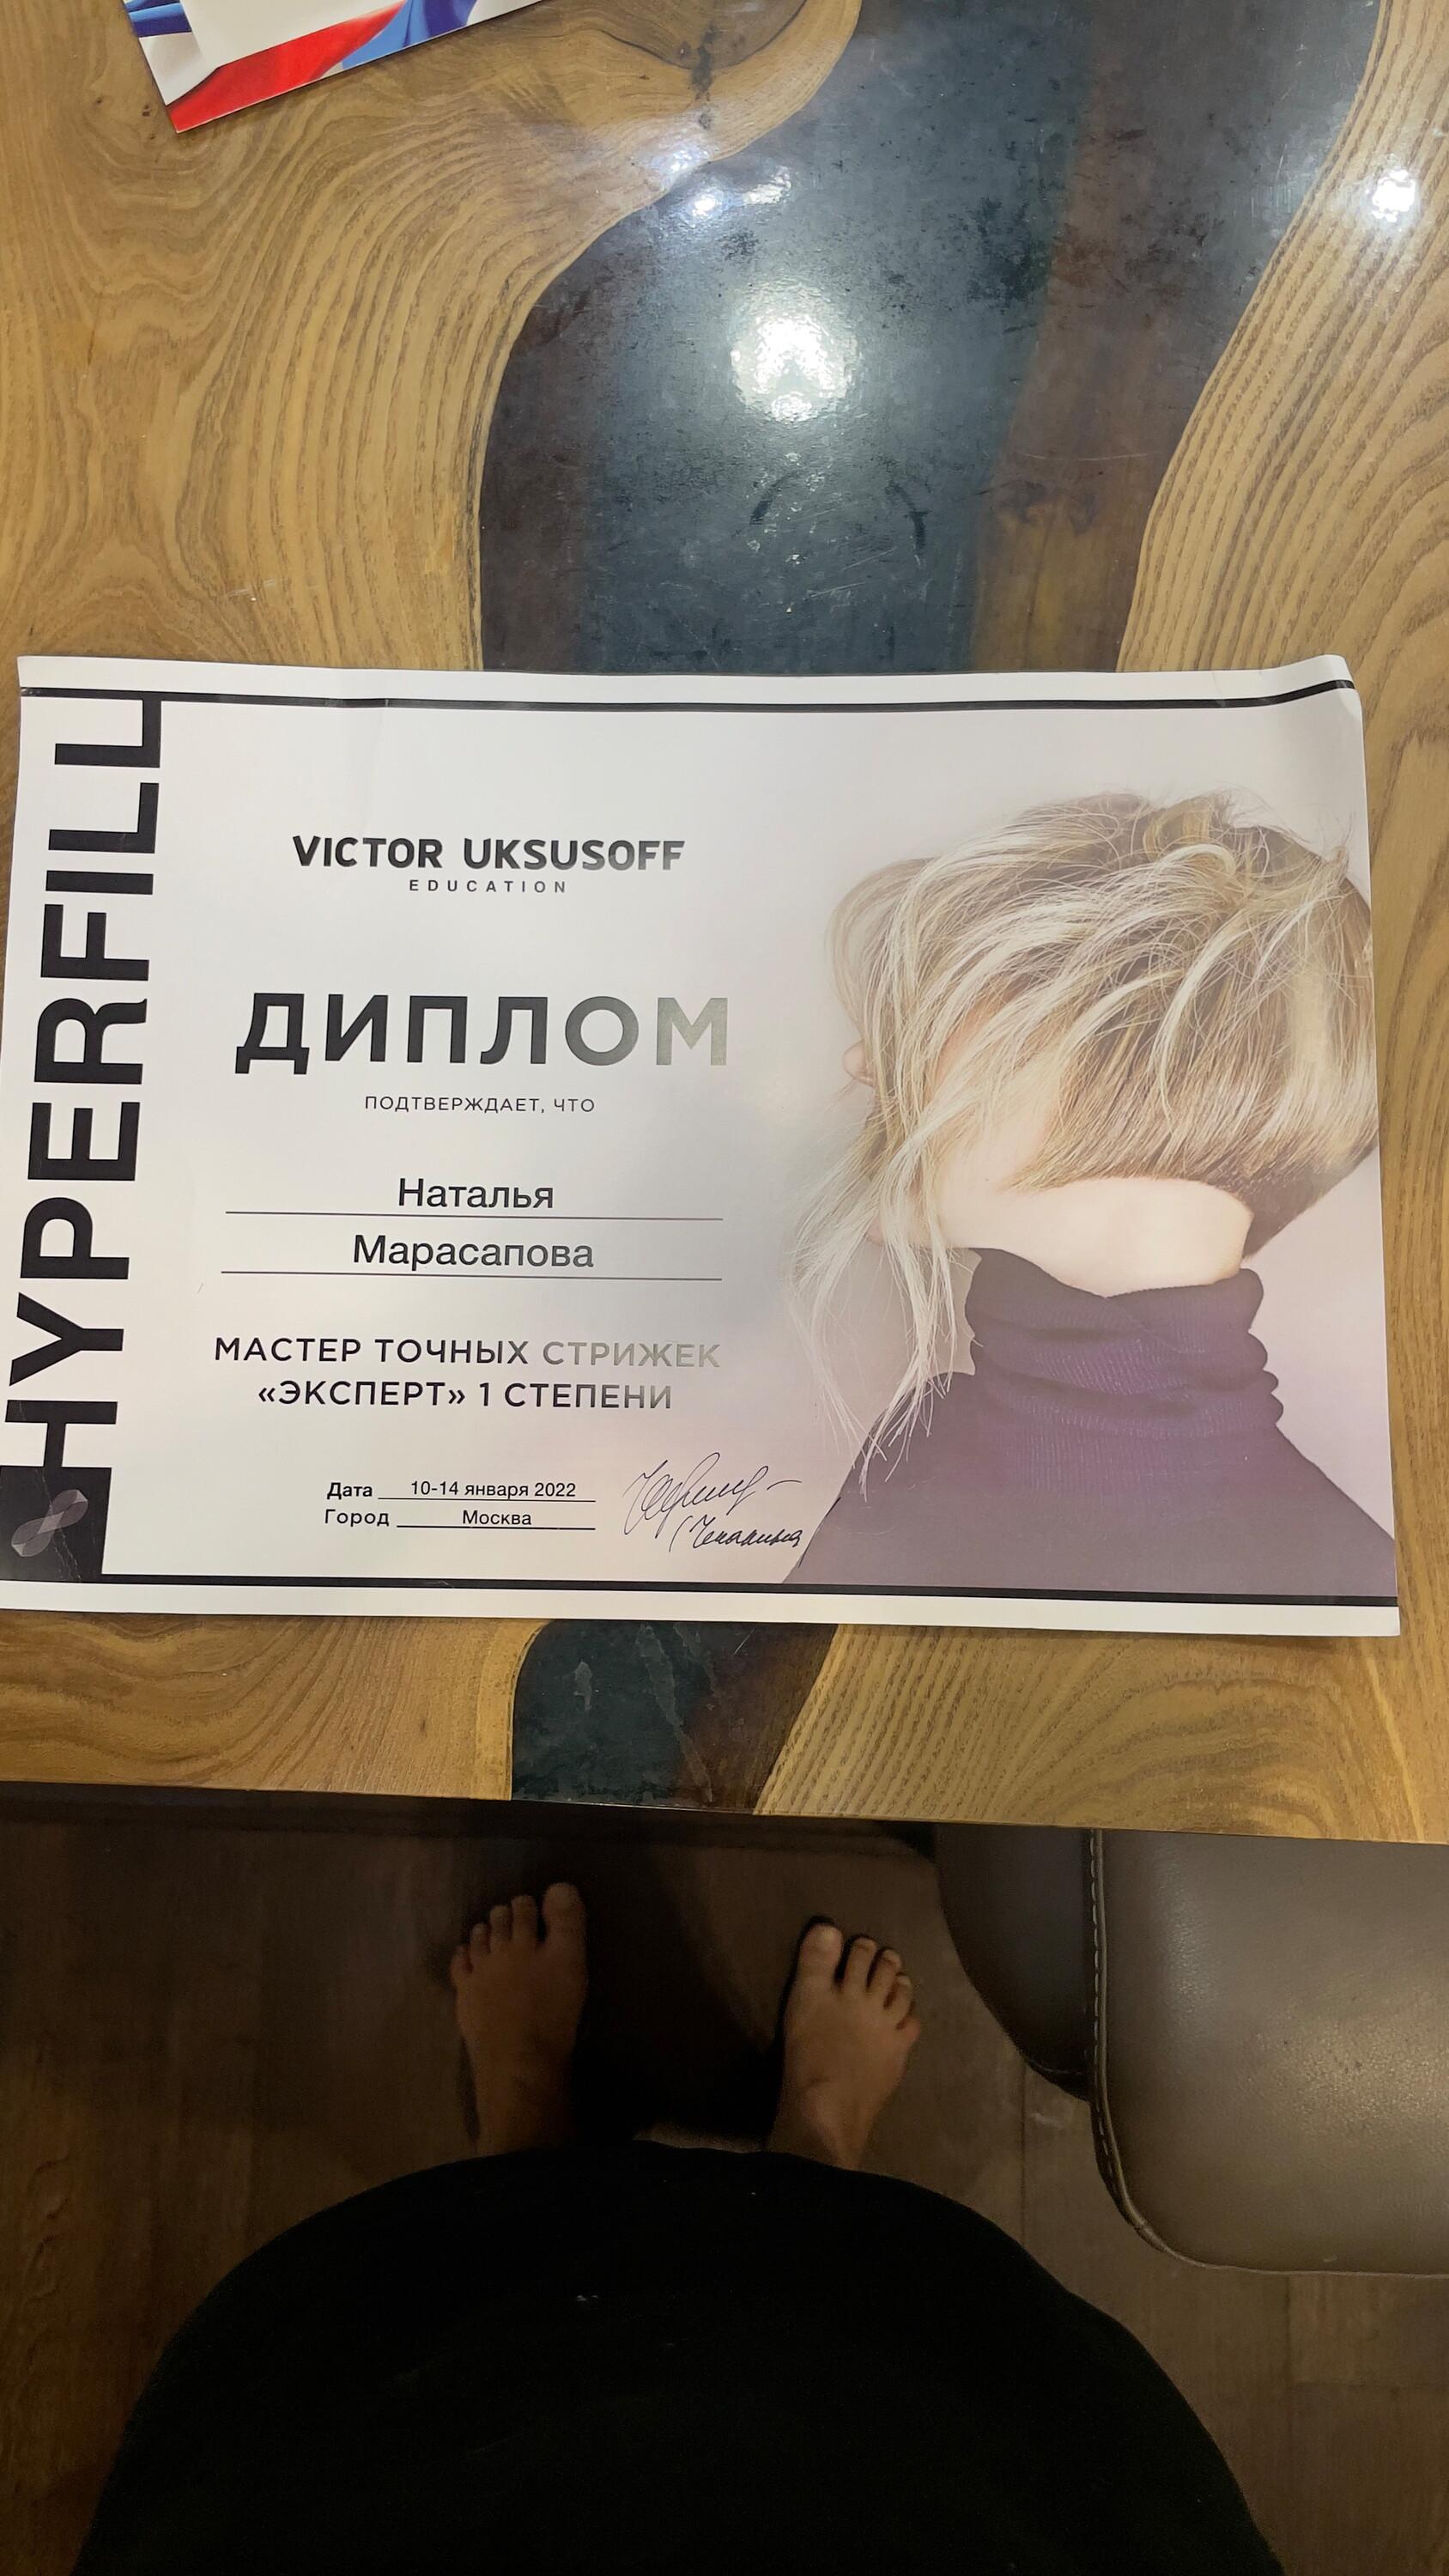 HYPERFILL
VICTOR UKSUSOFF
EDUCATION
ДИПЛОМ
ПОДТВЕРЖДАЕТ, ЧТО
Наталья
Марасапова
МАСТЕР ТОЧНЫХ СТРИЖЕК
«ЭКСПЕРТ» 1 СТЕПЕНИ
Дата 10-14 января 2022
Город Москва